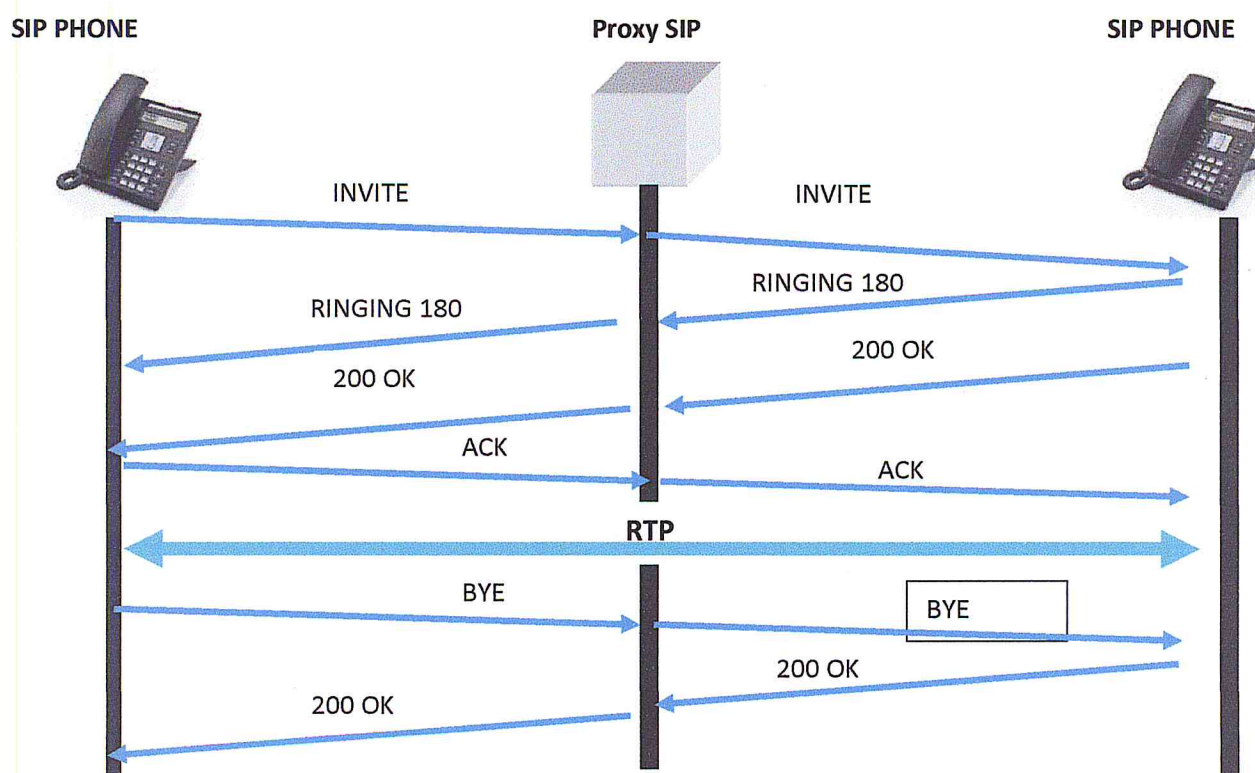 SIP PHONE
Proxy SIP
SIP PHONE
INVITE
INVITE
RINGING 180
RINGING 180
200 OK
200 OK
ACK
ACK
RTP
BYE
BYE
200 OK
200 OK